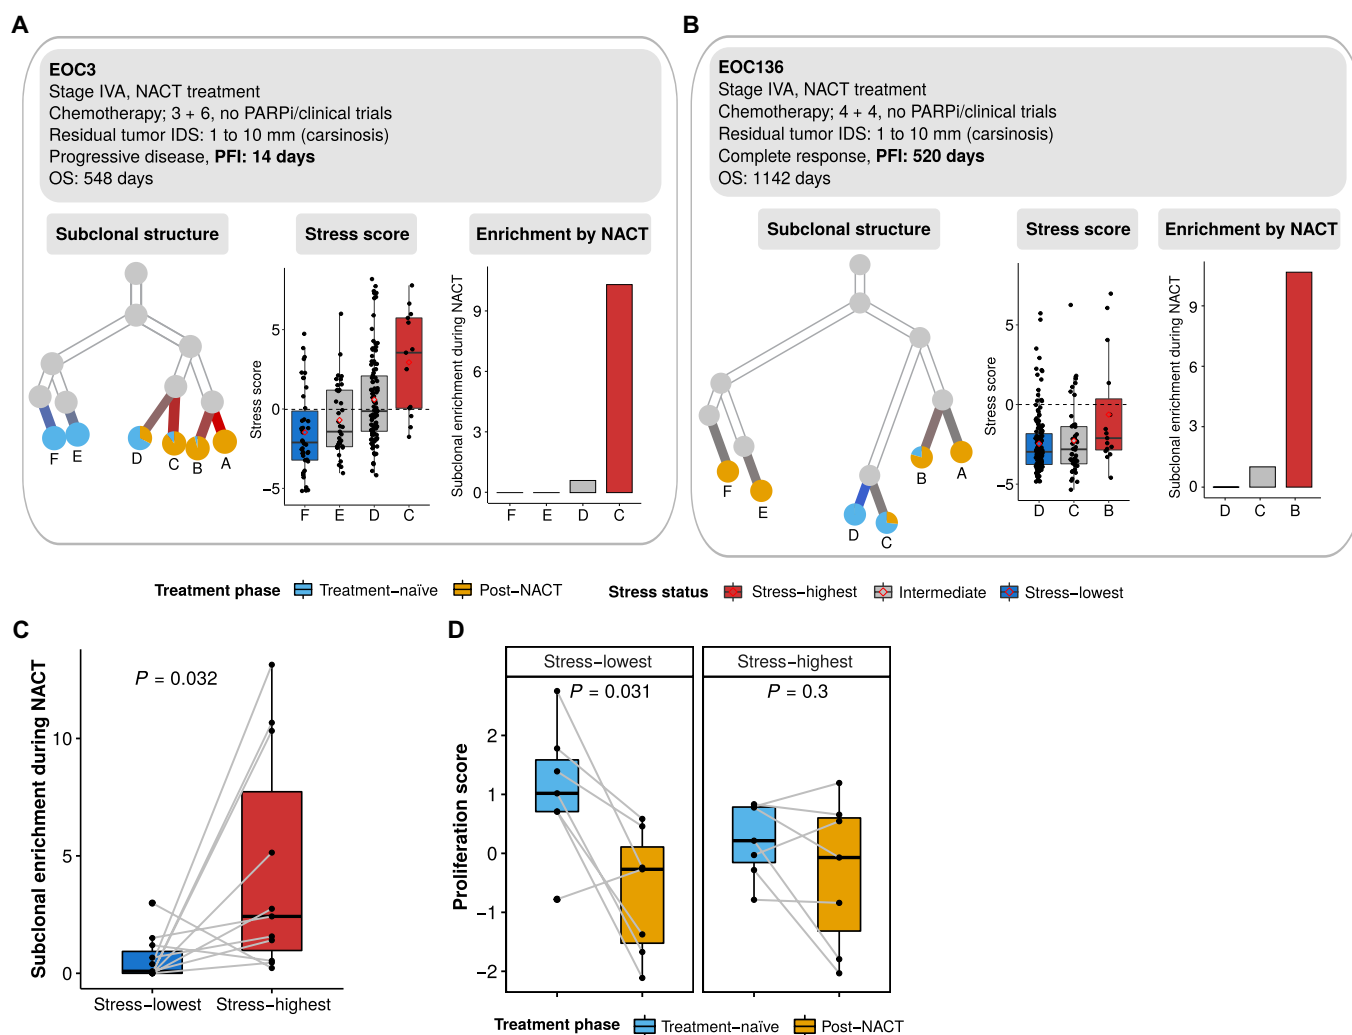 A
EOC3
Stage IVA, NACT treatment
Chemotherapy; 3 + 6, no PARPi/clinical trials
Residual tumor IDS: 1 to 10 mm (carsinosis)
Progressive disease, PFI: 14 days
OS: 548 days
Subclonal structure
Stress score
Enrichment by NACT
F
E
D
C
B
A
Stress score
5
0
−5
F
E
D
C
Subclonal enrichment during NACT
9
6
3
0
F
E
D
C
B
EOC136
Stage IVA, NACT treatment
Chemotherapy; 4 + 4, no PARPi/clinical trials
Residual tumor IDS: 1 to 10 mm (carsinosis)
Complete response, PFI: 520 days
OS: 1142 days
Subclonal structure
Stress score
Enrichment by NACT
F
E
D
C
B
A
Stress score
5
0
−5
D
C
B
Subclonal enrichment during NACT
9
6
3
0
D
C
B
Treatment phase Treatment−naïve Post−NACT
Stress status Stress−highest Intermediate Stress−lowest
C
Subclonal enrichment during NACT
P = 0.032
10
5
0
Stress−lowest
Stress−highest
D
Proliferation score
Stress−lowest
Stress−highest
P = 0.031
P = 0.3
2
1
0
−1
−2
Treatment phase Treatment−naïve Post−NACT